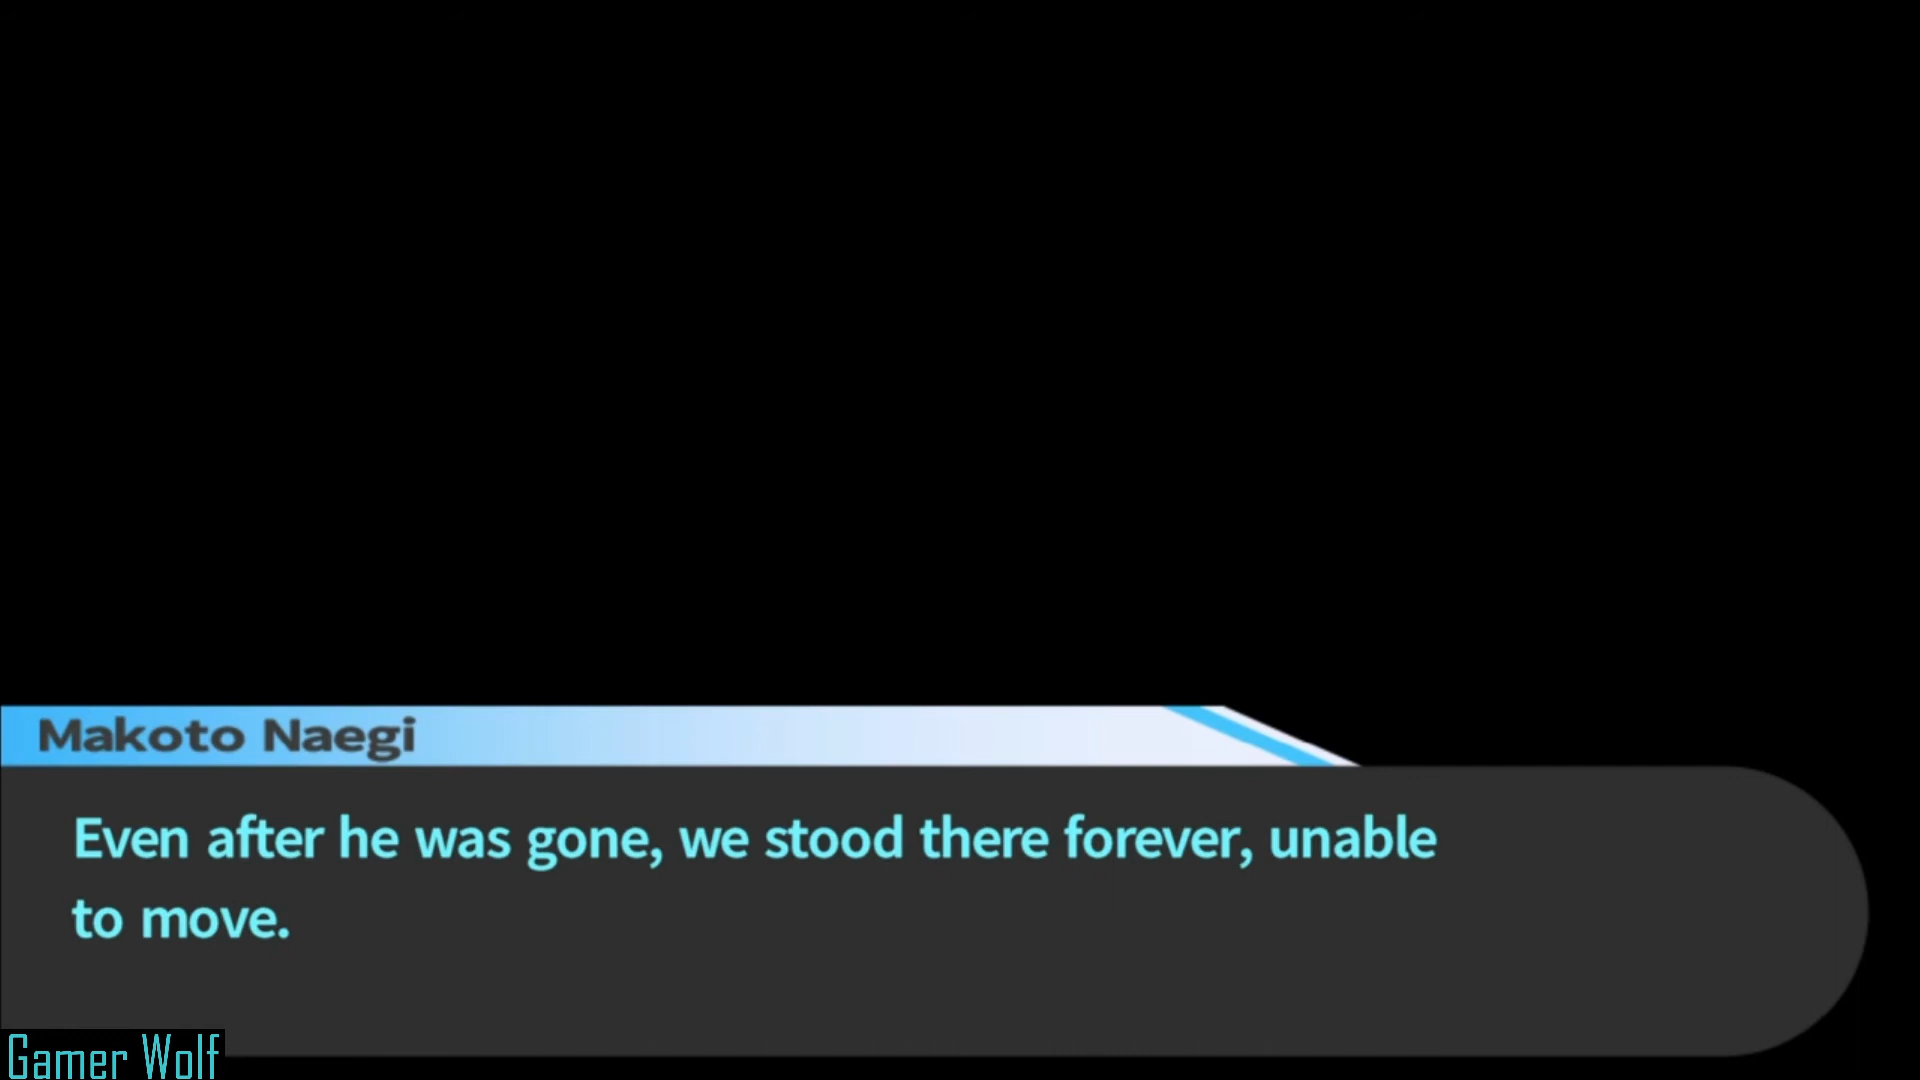 Makoto Naegi
Even after he was gone, we stood there forever, unable
to move.
Gamer Wolf